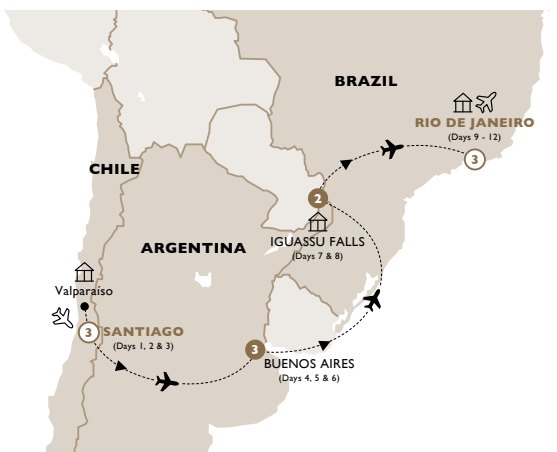 BRAZIL
RIO DE JANEIRO
(Days 9 - 12)
3
CHILE
2
ARGENTINA
IGUASSU FALLS
(Days 7 & 8)
Valparaíso
3
SANTIAGO
(Days 1, 2 & 3)
3
BUENOS AIRES
(Days 4, 5 & 6)